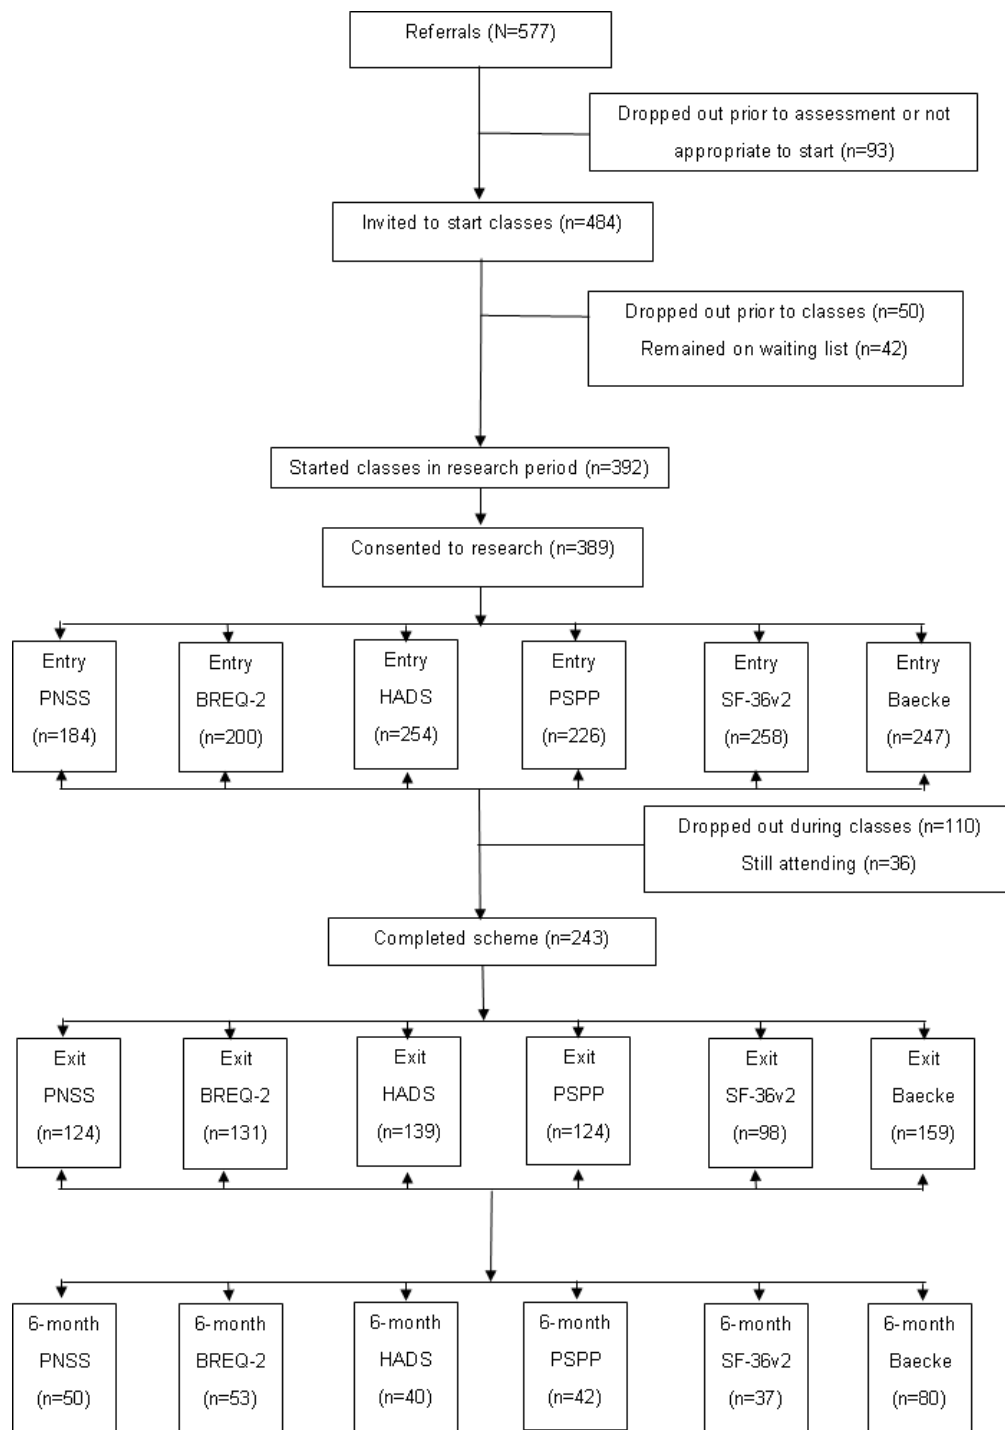 Referrals (N=577)
Dropped out prior to assessment or not
appropriate to start (n=93)
Invited to start classes (n=484)
Dropped out prior to classes (n=50)
Remained on waiting list (n=42)
Started classes in research period (n=392)
Consented to research (n=389)
Entry
PNSS
(n=184)
Entry
BREQ-2
(n=200)
Entry
HADS
(n=254)
Entry
PSPP
(n=226)
Entry
SF-36v2
(n=258)
Entry
Baecke
(n=247)
Dropped out during classes (n=110)
Still attending (n=36)
Completed scheme (n=243)
Exit
PNSS
(n=124)
Exit
BREQ-2
(n=131)
Exit
HADS
(n=139)
Exit
PSPP
(n=124)
Exit
SF-36v2
(n=98)
Exit
Baecke
(n=159)
6-month
PNSS
(n=50)
6-month
BREQ-2
(n=53)
6-month
HADS
(n=40)
6-month
PSPP
(n=42)
6-month
SF-36v2
(n=37)
6-month
Baecke
(n=80)